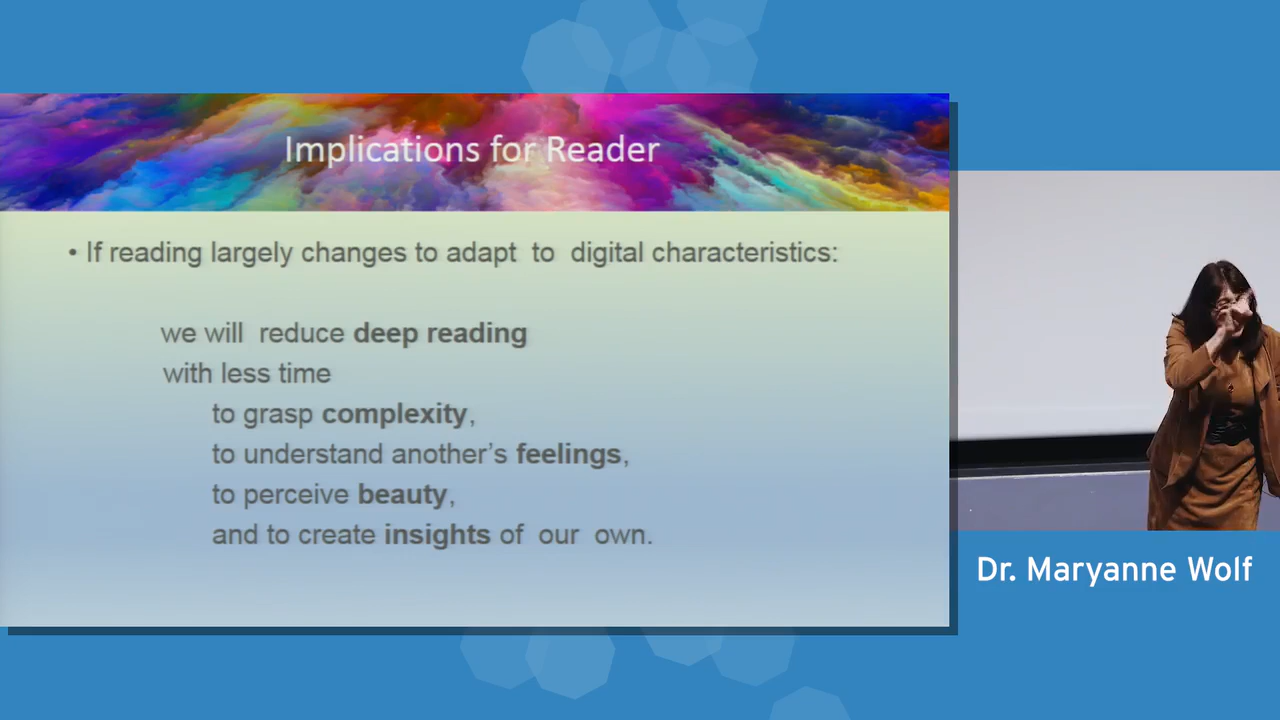 Implications for Reader
• If reading largely changes to adapt to digital characteristics:
we will reduce deep reading
with less time
to grasp complexity,
to understand another's feelings,
to perceive beauty,
and to create insights of our own.
Dr. Maryanne Wolf